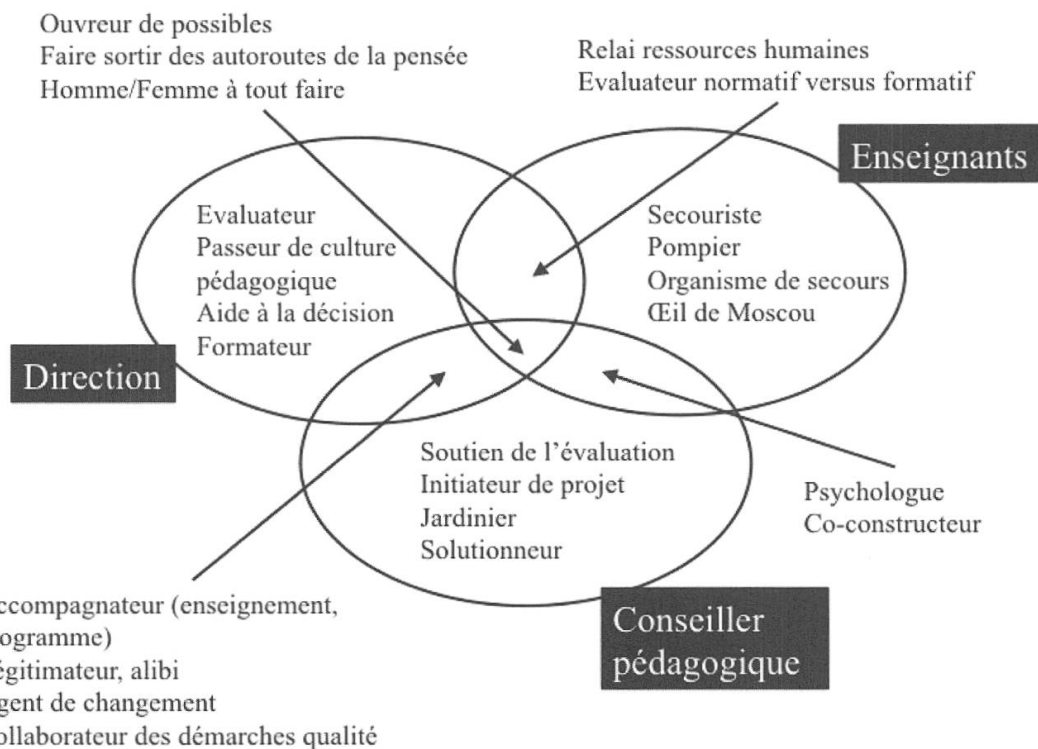 Ouvreur de possibles
Faire sortir des autoroutes de la pensée
Homme/Femme à tout faire
Relai ressources humaines
Evaluateur normatif versus formatif
Enseignants
Evaluateur
Passeur de culture
pédagogique
Aide à la décision
Formateur
Secouriste
Pompier
Organisme de secours
Œil de Moscou
Direction
Soutien de l’évaluation
Initiateur de projet
Jardinier
Solutionneur
Psychologue
Co-constructeur
Conseiller
pédagogique
ccompagnateur (enseignement,
ogramme)
égitimateur, alibi
gent de changement
ollaborateur des démarches qualité